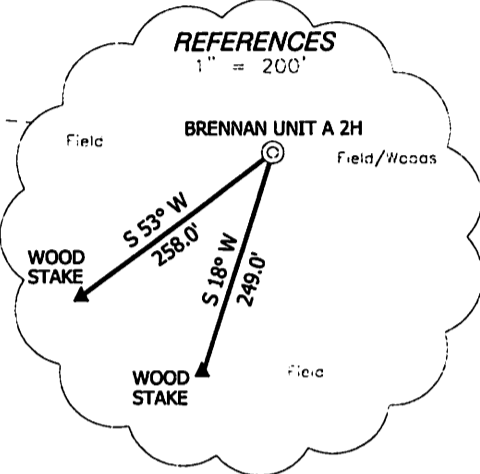 REFERENCES
1" = 200'
Field
BRENNAN UNIT A 2H
Field/Woods
S 53° W
258.0'
S 18° W
249.0'
WOOD
STAKE
WOOD
STAKE
Field